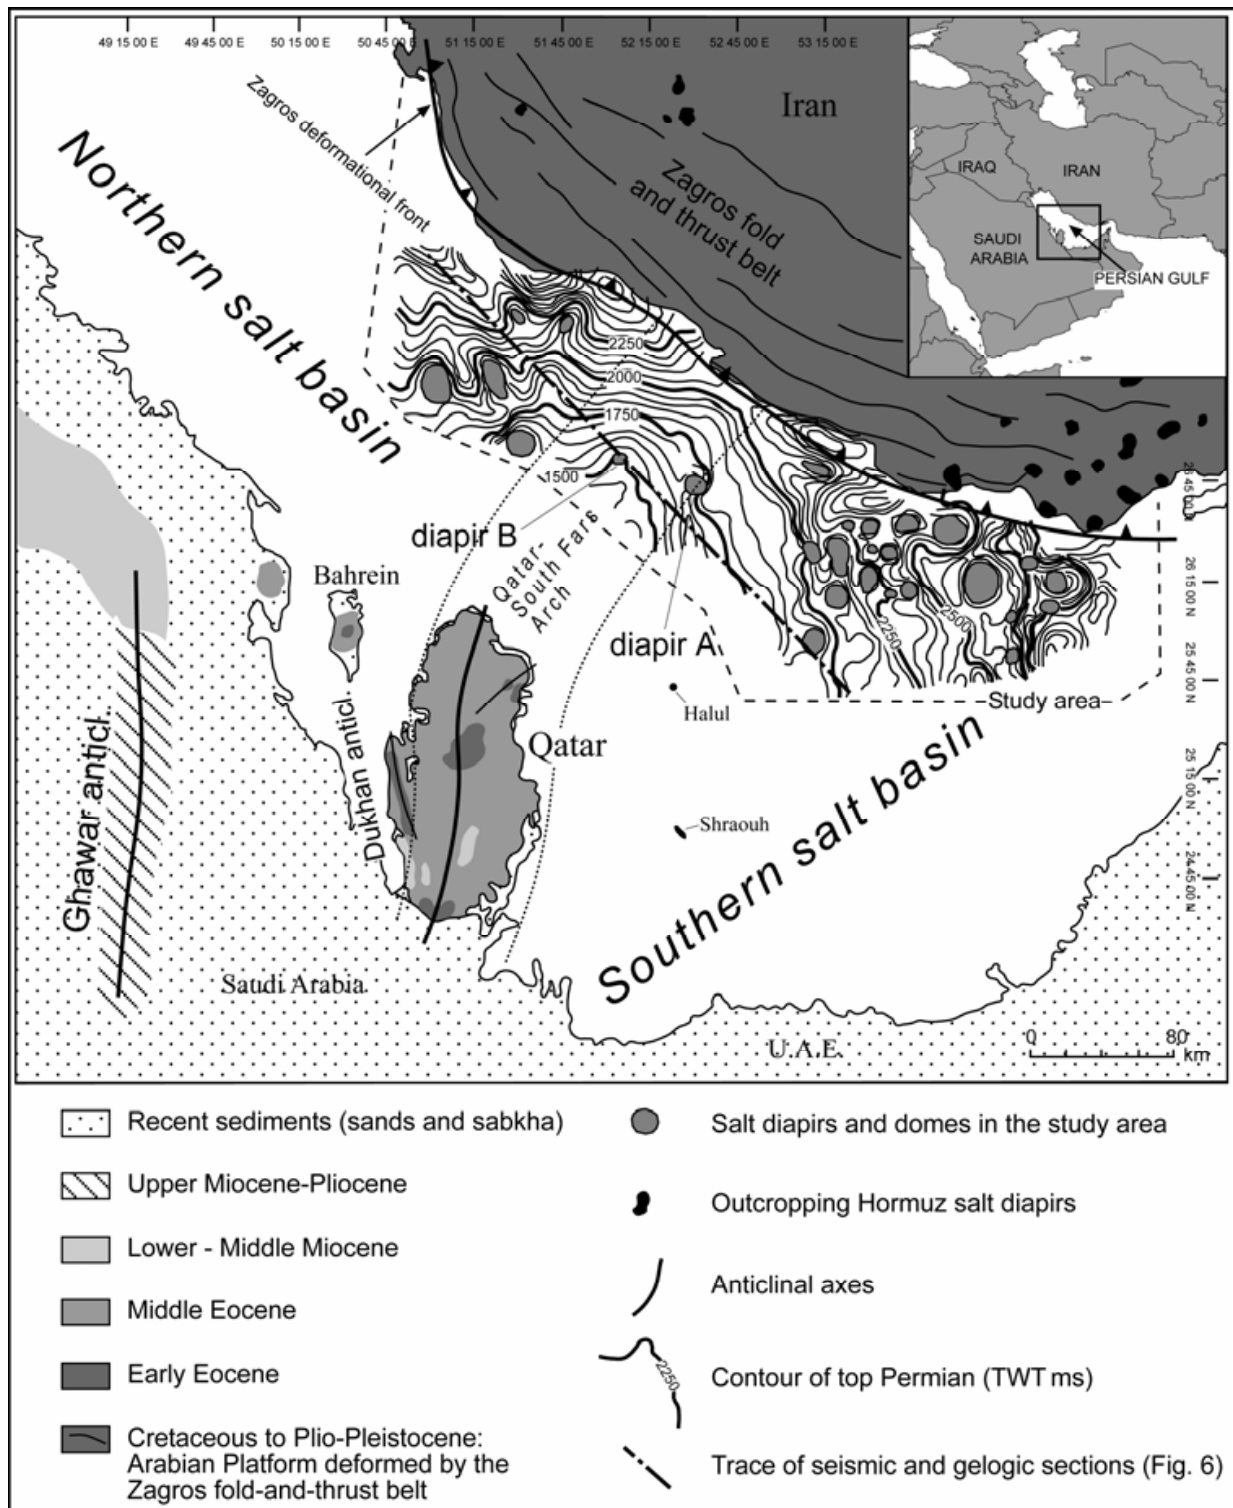 49 15 00 E
49 45 00 E
50 15 00 E
50 45 00 E
51 15 00 E
51 45 00 E
52 15 00 E
52 45 00 E
53 15 00 E
Iran
Zagros deformational front
Zagros fold
and thrust belt
IRAQ
IRAN
SAUDI
ARABIA
PERSIAN GULF
Northern salt basin
2250
2000
1750
1500
diapir B
Qatar-
South Fars
Arch
diapir A
2250
2500
26 15 00 N
25 45 00 N
25 15 00 N
24 45 00 N
Study area
Bahrein
Halul
Qatar
Dukhan anticl.
Ghawar anticl.
Shraouh
Southern salt basin
Saudi Arabia
U.A.E.
0
80
km
Recent sediments (sands and sabkha)
Upper Miocene-Pliocene
Lower - Middle Miocene
Middle Eocene
Early Eocene
Cretaceous to Plio-Pleistocene:
Arabian Platform deformed by the
Zagros fold-and-thrust belt
Salt diapirs and domes in the study area
Outcropping Hormuz salt diapirs
Anticlinal axes
2250
Contour of top Permian (TWT ms)
Trace of seismic and gelogic sections (Fig. 6)